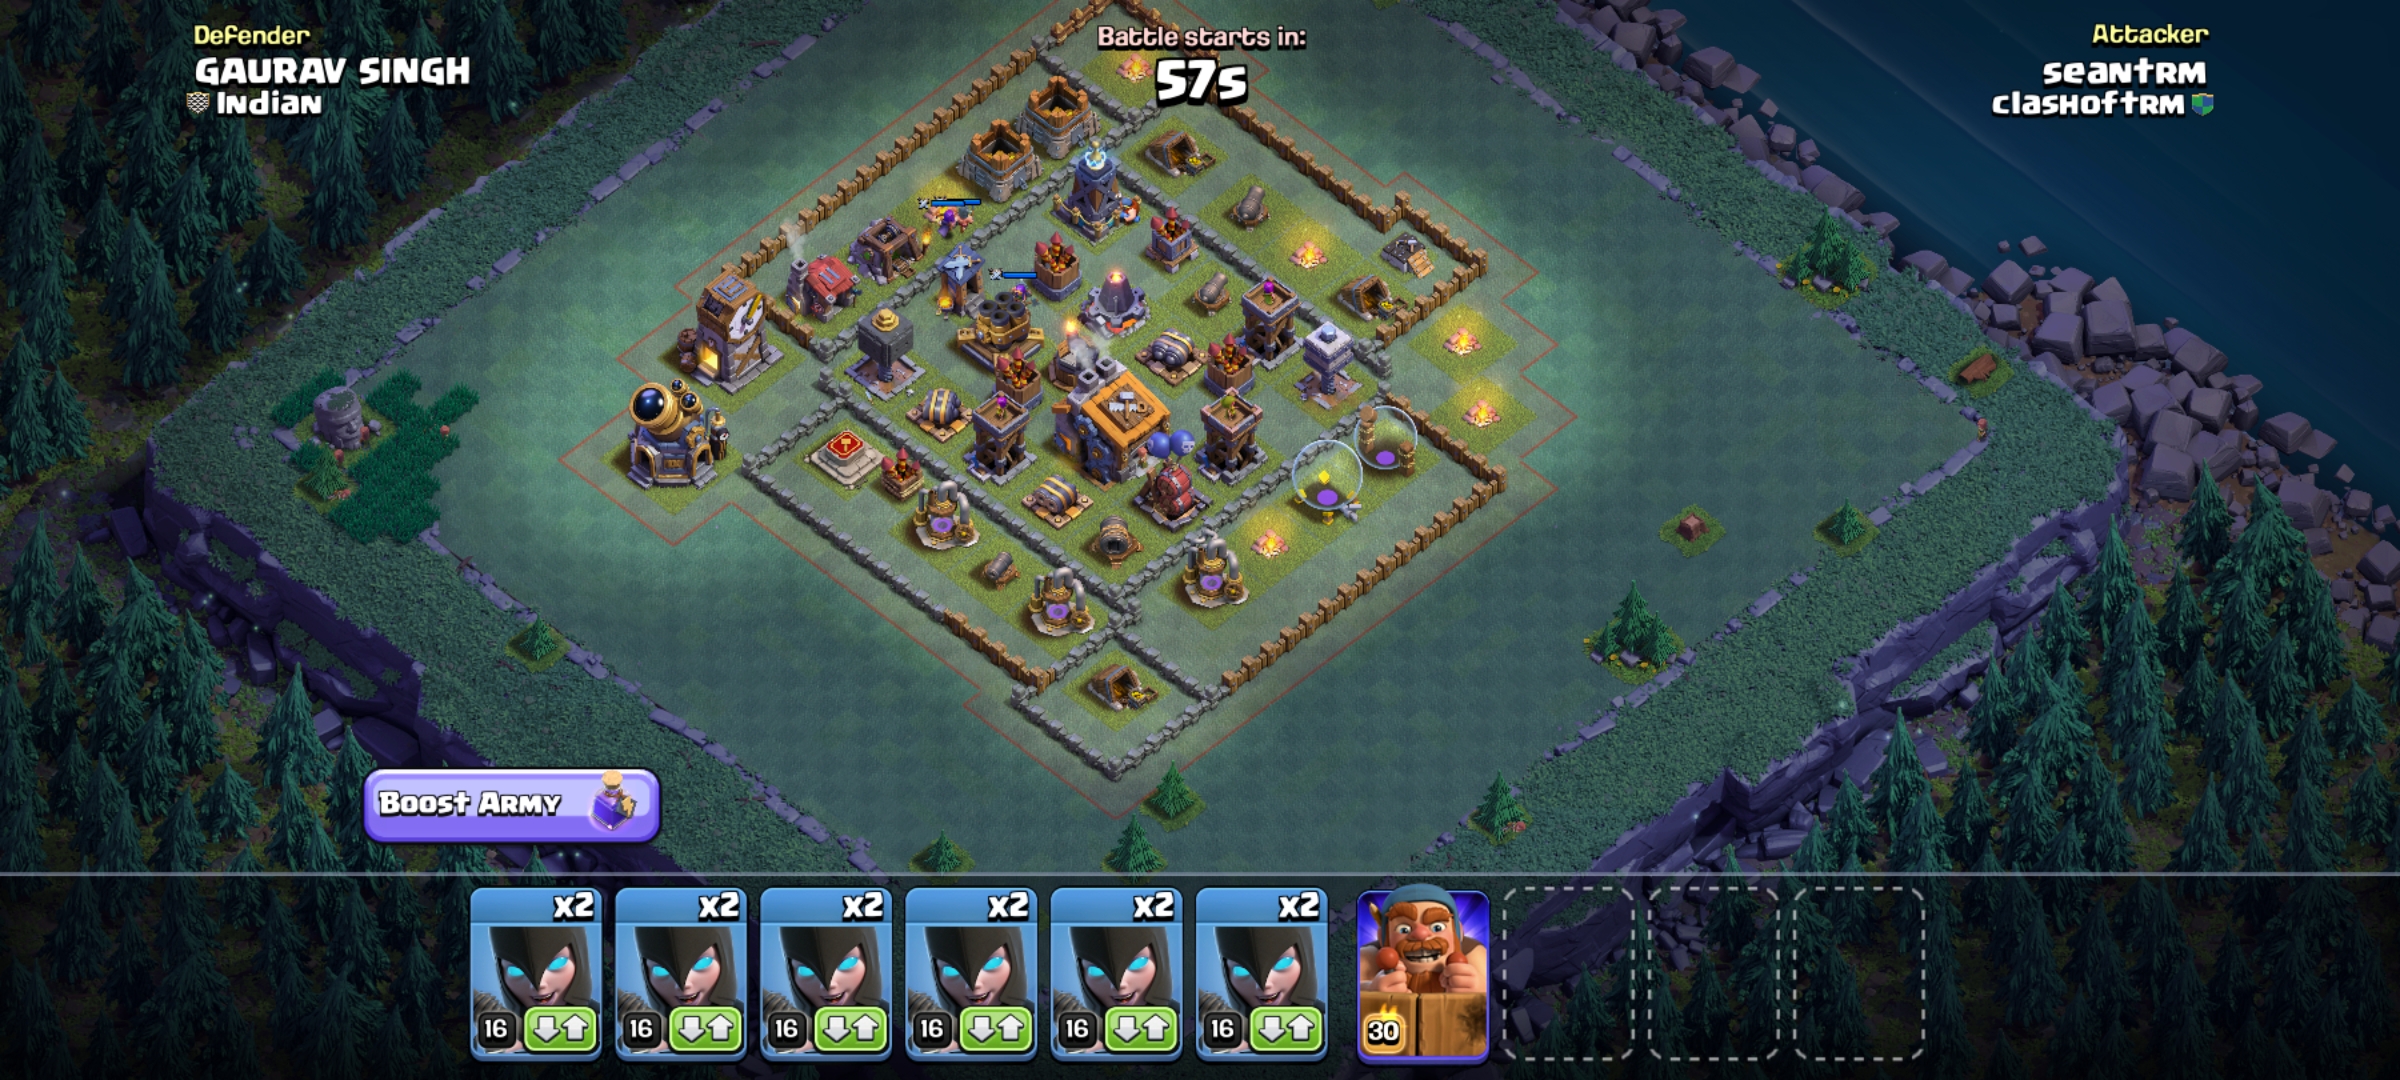 Defender
GAURAV SINGH
Indian
Battle starts in:
57s
Attacker
seantRM
clashoftRM
Boost Army
x2
x2
x2
x2
x2
x2
16
16
16
16
16
16
30